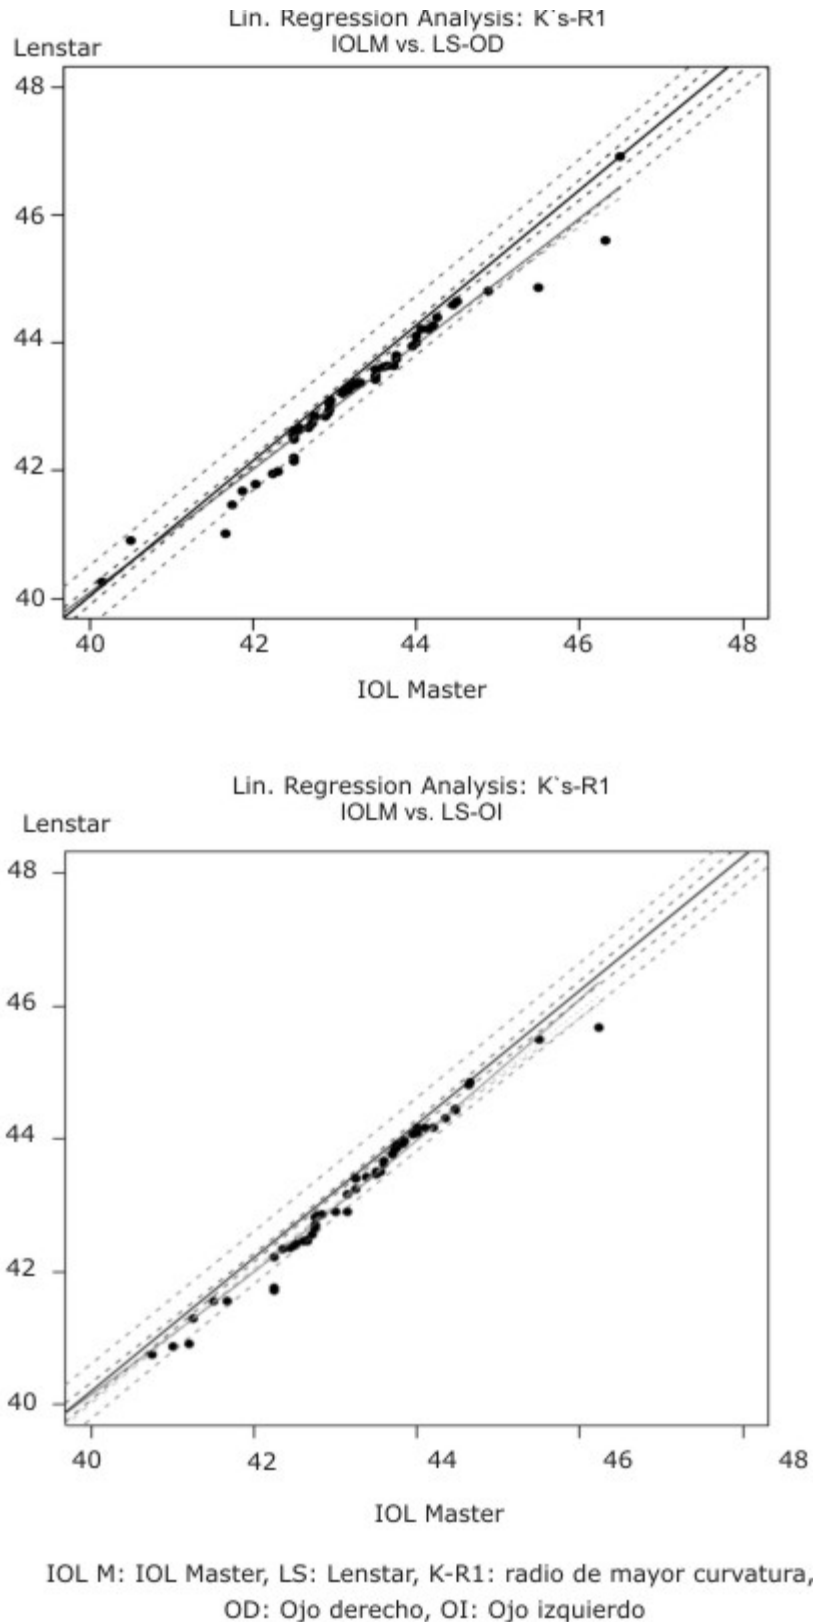 Lin. Regression Analysis: K`s-R1
IOLM vs. LS-OD
Lenstar
48
46
44
42
40
40 42 44 46 48
IOL Master
Lin. Regression Analysis: K`s-R1
IOLM vs. LS-OI
Lenstar
48
46
44
42
40
40 42 44 46 48
IOL Master
IOL M: IOL Master, LS: Lenstar, K-R1: radio de mayor curvatura,
OD: Ojo derecho, OI: Ojo izquierdo